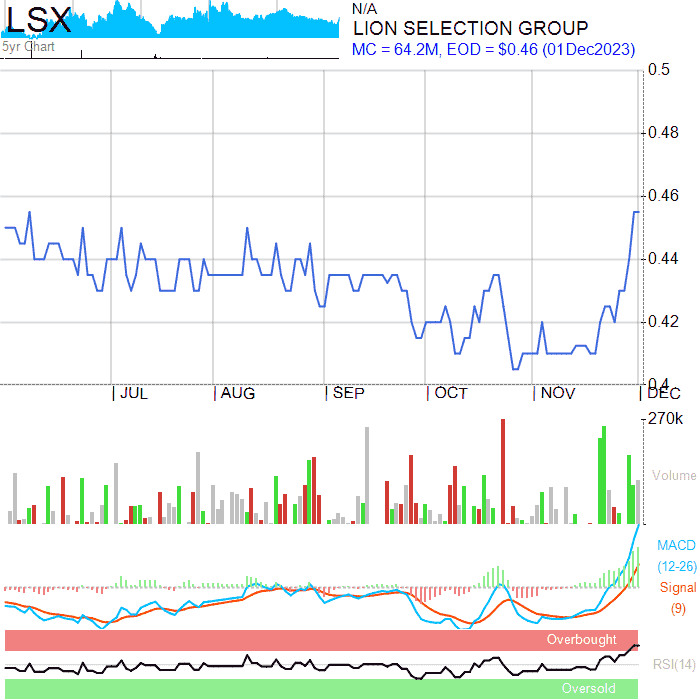 LSX
5yr Chart
N/A
LION SELECTION GROUP
MC = 64.2M, EOD = $0.46 (01Dec2023)
0.5
0.48
0.46
0.44
0.42
0.4
JUL AUG SEP OCT NOV DEC
270k
Volume
MACD
(12-26)
Signal
(9)
Overbought
RSI(14)
Oversold